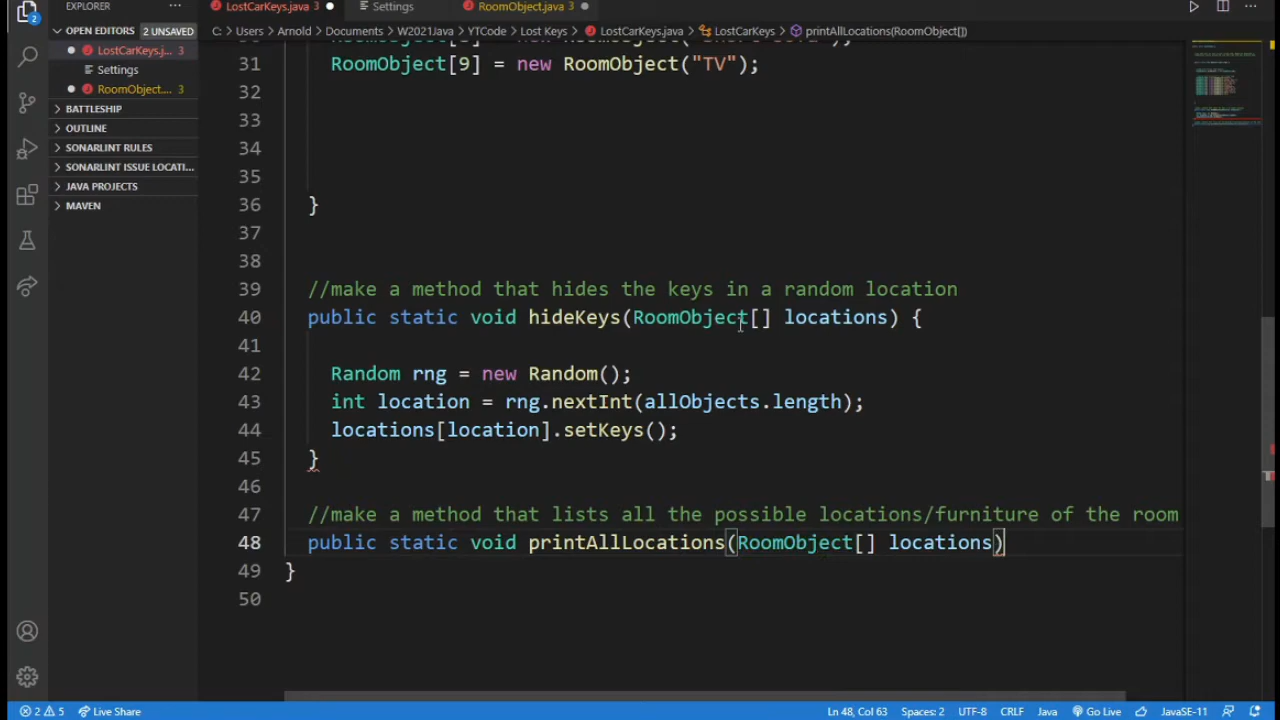 EXPLORER
LostCarKeys.java 3
Settings
RoomObject.java 3
OPEN EDITORS 2 UNSAVED
C: > Users > Arnold > Documents > W2021Java > YTCode > Lost Keys > LostCarKeys.java > LostCarKeys > printAllLocations(RoomObject[])
LostCarKeys.j... 3
Settings
RoomObject.... 3
BATTLESHIP
OUTLINE
SONARLINT RULES
SONARLINT ISSUE LOCATI...
JAVA PROJECTS
MAVEN
2
31 RoomObject[9] = new RoomObject("TV");
32
33
34
35
36 }
37
38
39 //make a method that hides the keys in a random location
40 public static void hideKeys(RoomObject[] locations) {
41
42 Random rng = new Random();
43 int location = rng.nextInt(allObjects.length);
44 locations[location].setKeys();
45 }
46
47 //make a method that lists all the possible locations/furniture of the room
48 public static void printAllLocations(RoomObject[] locations)
49 }
50
2 5 Live Share Ln 48, Col 63 Spaces: 2 UTF-8 CRLF Java Go Live JavaSE-11